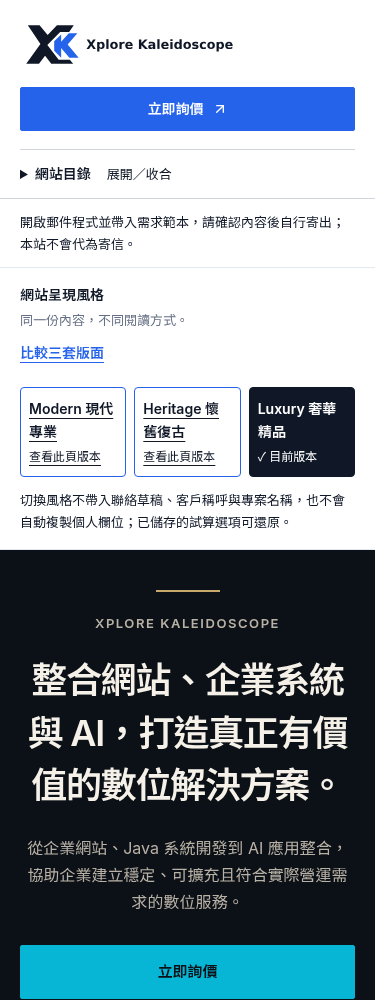 Xplore Kaleidoscope
立即詢價
網站目錄 展開／收合
開啟郵件程式並帶入需求範本，請確認內容後自行寄出；
本站不會代為寄信。
網站呈現風格
同一份內容，不同閱讀方式。
比較三套版面
Modern 現代
專業
查看此頁版本
Heritage 懷
舊復古
查看此頁版本
Luxury 奢華
精品
✓ 目前版本
切換風格不帶入聯絡草稿、客戶稱呼與專案名稱，也不會
自動複製個人欄位；已儲存的試算選項可還原。
XPLORE KALEIDOSCOPE
整合網站、企業系統
與 AI，打造真正有價
值的數位解決方案。
從企業網站、Java 系統開發到 AI 應用整合，
協助企業建立穩定、可擴充且符合實際營運需
求的數位服務。
立即詢價